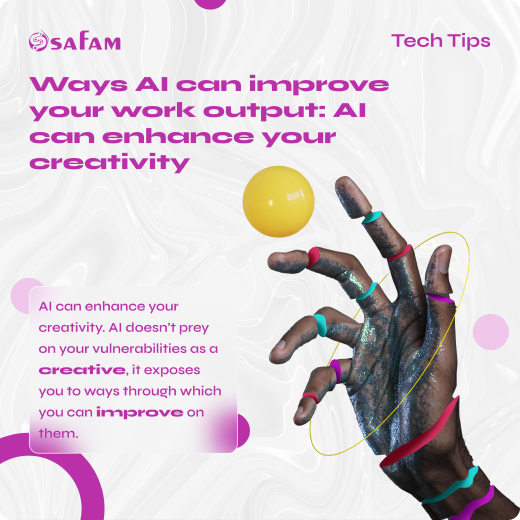 SAFAM
Tech Tips
Ways AI can improve
your work output: AI
can enhance your
creativity
AI can enhance your
creativity. AI doesn't prey
on your vulnerabilities as a
creative, it exposes
you to ways through which
you can improve on
them.